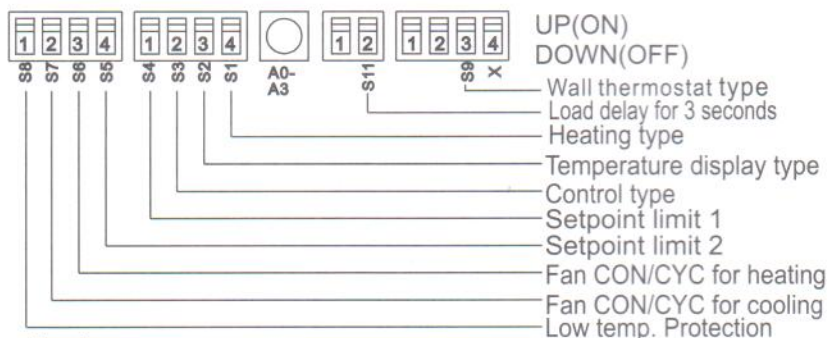 1 2 3 4 1 2 3 4 1 2 1 2 3 4 UP(ON)
S8 S7 S6 S5 S4 S3 S2 S1 A0-A3 S11 S9 X DOWN(OFF)
Wall thermostat type
Load delay for 3 seconds
Heating type
Temperature display type
Control type
Setpoint limit 1
Setpoint limit 2
Fan CON/CYC for heating
Fan CON/CYC for cooling
Low temp. Protection